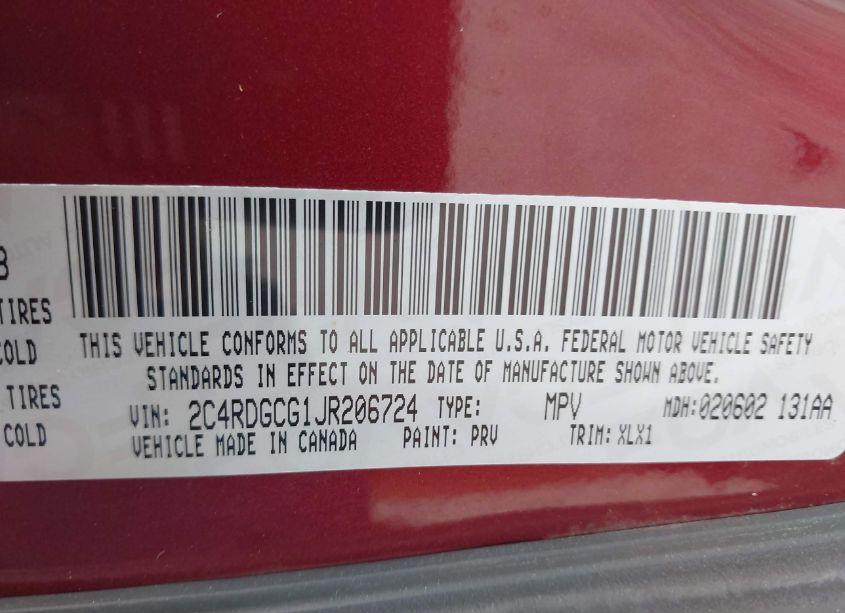 TIRES
COLD
TIRES
COLD
THIS VEHICLE CONFORMS TO ALL APPLICABLE U.S.A. FEDERAL MOTOR VEHICLE SAFETY
STANDARDS IN EFFECT ON THE DATE OF MANUFACTURE SHOWN ABOVE.
VIN: 2C4RDGCG1JR206724 TYPE: MPV MDH:020602 131AA
VEHICLE MADE IN CANADA PAINT: PRV TRIM: XLX1